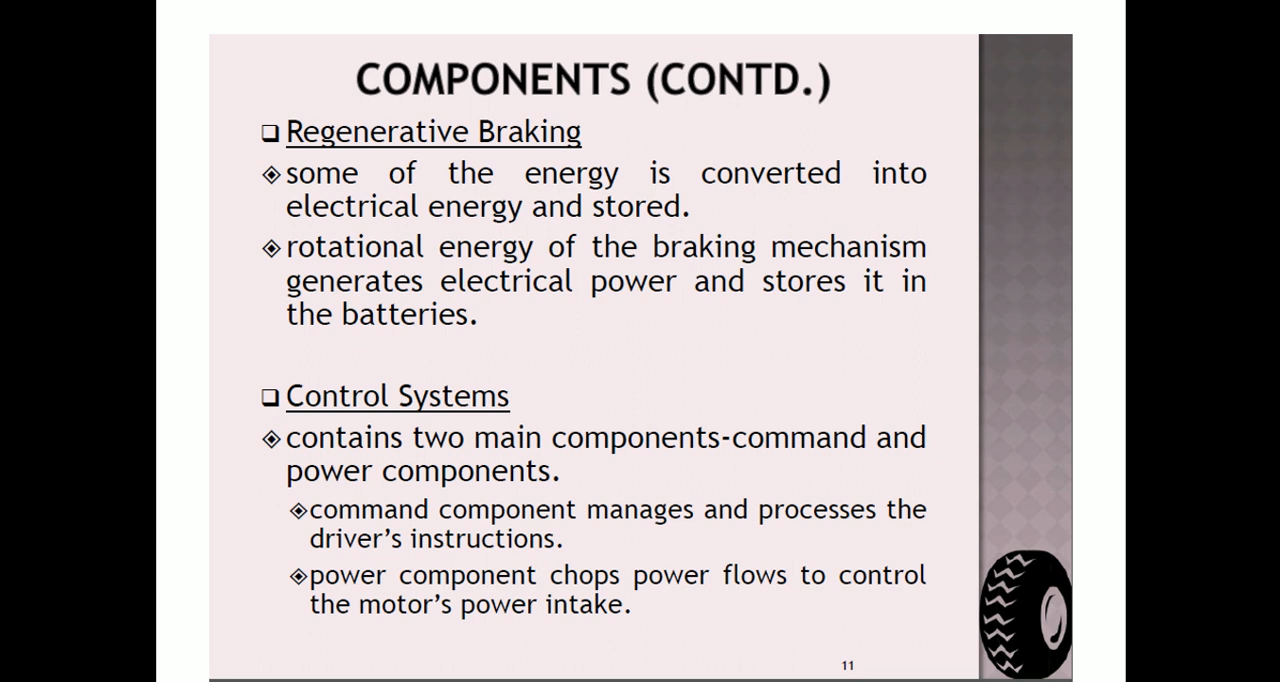 COMPONENTS (CONTD.)
Regenerative Braking
some of the energy is converted into
electrical energy and stored.
rotational energy of the braking mechanism
generates electrical power and stores it in
the batteries.
Control Systems
contains two main components-command and
power components.
command component manages and processes the
driver’s instructions.
power component chops power flows to control
the motor’s power intake.
11